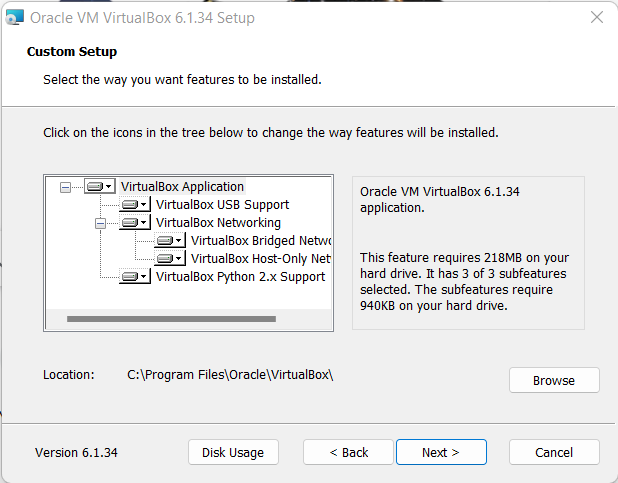 Oracle VM VirtualBox 6.1.34 Setup
Custom Setup
Select the way you want features to be installed.
Click on the icons in the tree below to change the way features will be installed.
VirtualBox Application
VirtualBox USB Support
VirtualBox Networking
VirtualBox Bridged Netw
VirtualBox Host-Only Net
VirtualBox Python 2.x Support
Oracle VM VirtualBox 6.1.34
application.
This feature requires 218MB on your
hard drive. It has 3 of 3 subfeatures
selected. The subfeatures require
940KB on your hard drive.
Location: C:\Program Files\Oracle\VirtualBox\
Browse
Version 6.1.34
Disk Usage
< Back
Next >
Cancel